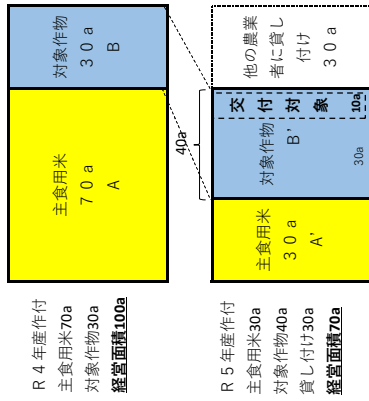 R４年産作付
主食用米70a
対象作物30a
経営面積100a
主食用米
７０a
A
対象作物
３０a
B
R５年産作付
主食用米30a
対象作物40a
貸し付け30a
経営面積70a
主食用米
３０a
A’
40a
対象作物
B’
30a
交付対象
10a
他の農業
者に貸し
付け
３０a